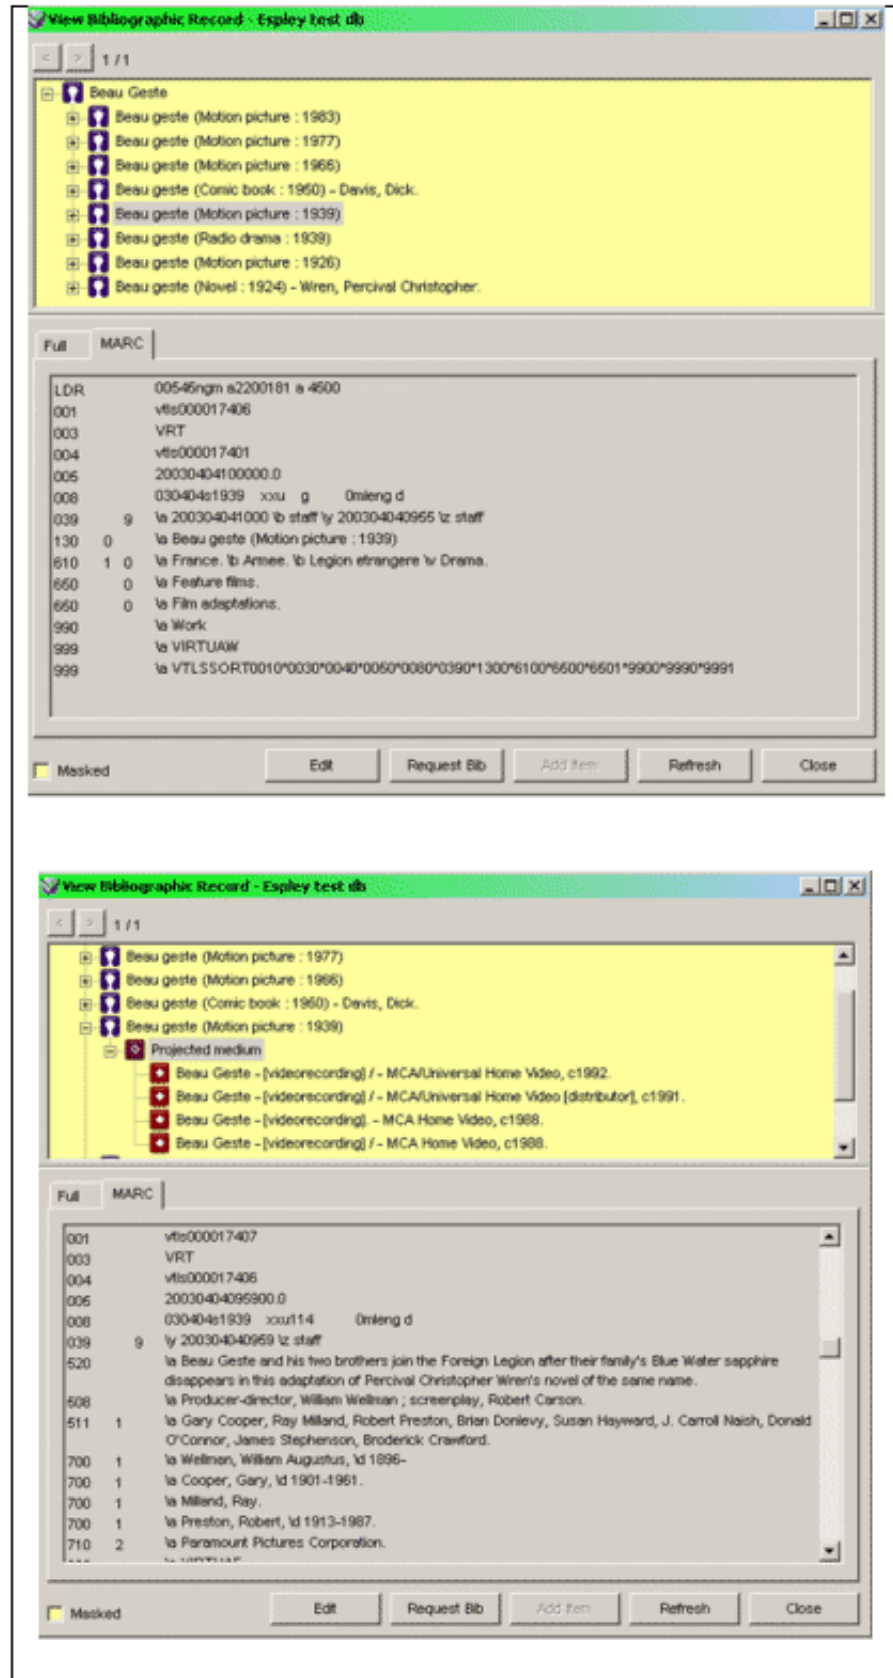 View Bibliographic Record - Espley test db
< > 1 / 1
Beau Geste
Beau geste (Motion picture : 1983)
Beau geste (Motion picture : 1977)
Beau geste (Motion picture : 1966)
Beau geste (Comic book : 1950) - Davis, Dick.
Beau geste (Motion picture : 1939)
Beau geste (Radio drama : 1939)
Beau geste (Motion picture : 1926)
Beau geste (Novel : 1924) - Wren, Percival Christopher.
Full MARC
LDR 00545ngm a2200181 a 4500
001 vtls000017406
003 VRT
004 vtls000017401
005 20030404100000.0
008 030404s1939 xxu g 0mleng d
039 9 \a 200304041000 \b staff \y 200304040955 \z staff
130 0 \a Beau geste (Motion picture : 1939)
610 1 0 \a France. \b Armee. \b Legion etrangere \v Drama.
650 0 \a Feature films.
650 0 \a Film adaptations.
990 \a Work
999 \a VIRTUAW
999 \a VTLSSORT0010*0030*0040*0050*0080*0390*1300*6100*6500*6501*9900*9990*9991
Masked Edit Request Bib Add Item Refresh Close
View Bibliographic Record - Espley test db
< > 1 / 1
Beau geste (Motion picture : 1977)
Beau geste (Motion picture : 1966)
Beau geste (Comic book : 1950) - Davis, Dick.
Beau geste (Motion picture : 1939)
Projected medium
Beau Geste - [videorecording] / - MCA/Universal Home Video, c1992.
Beau Geste - [videorecording] / - MCA/Universal Home Video [distributor], c1991.
Beau Geste - [videorecording]. - MCA Home Video, c1988.
Beau Geste - [videorecording] / - MCA Home Video, c1988.
Full MARC
001 vtls000017407
003 VRT
004 vtls000017406
005 20030404095900.0
008 030404s1939 xxu114 0mleng d
039 9 \y 200304040959 \z staff
520 \a Beau Geste and his two brothers join the Foreign Legion after their family's Blue Water sapphire
disappears in this adaptation of Percival Christopher Wren's novel of the same name.
508 \a Producer-director, William Wellman ; screenplay, Robert Carson.
511 1 \a Gary Cooper, Ray Milland, Robert Preston, Brian Donlevy, Susan Hayward, J. Carroll Naish, Donald
O'Connor, James Stephenson, Broderick Crawford.
700 1 \a Wellman, William Augustus, \d 1896-
700 1 \a Cooper, Gary, \d 1901-1961.
700 1 \a Milland, Ray.
700 1 \a Preston, Robert, \d 1913-1987.
710 2 \a Paramount Pictures Corporation.
Masked Edit Request Bib Add Item Refresh Close